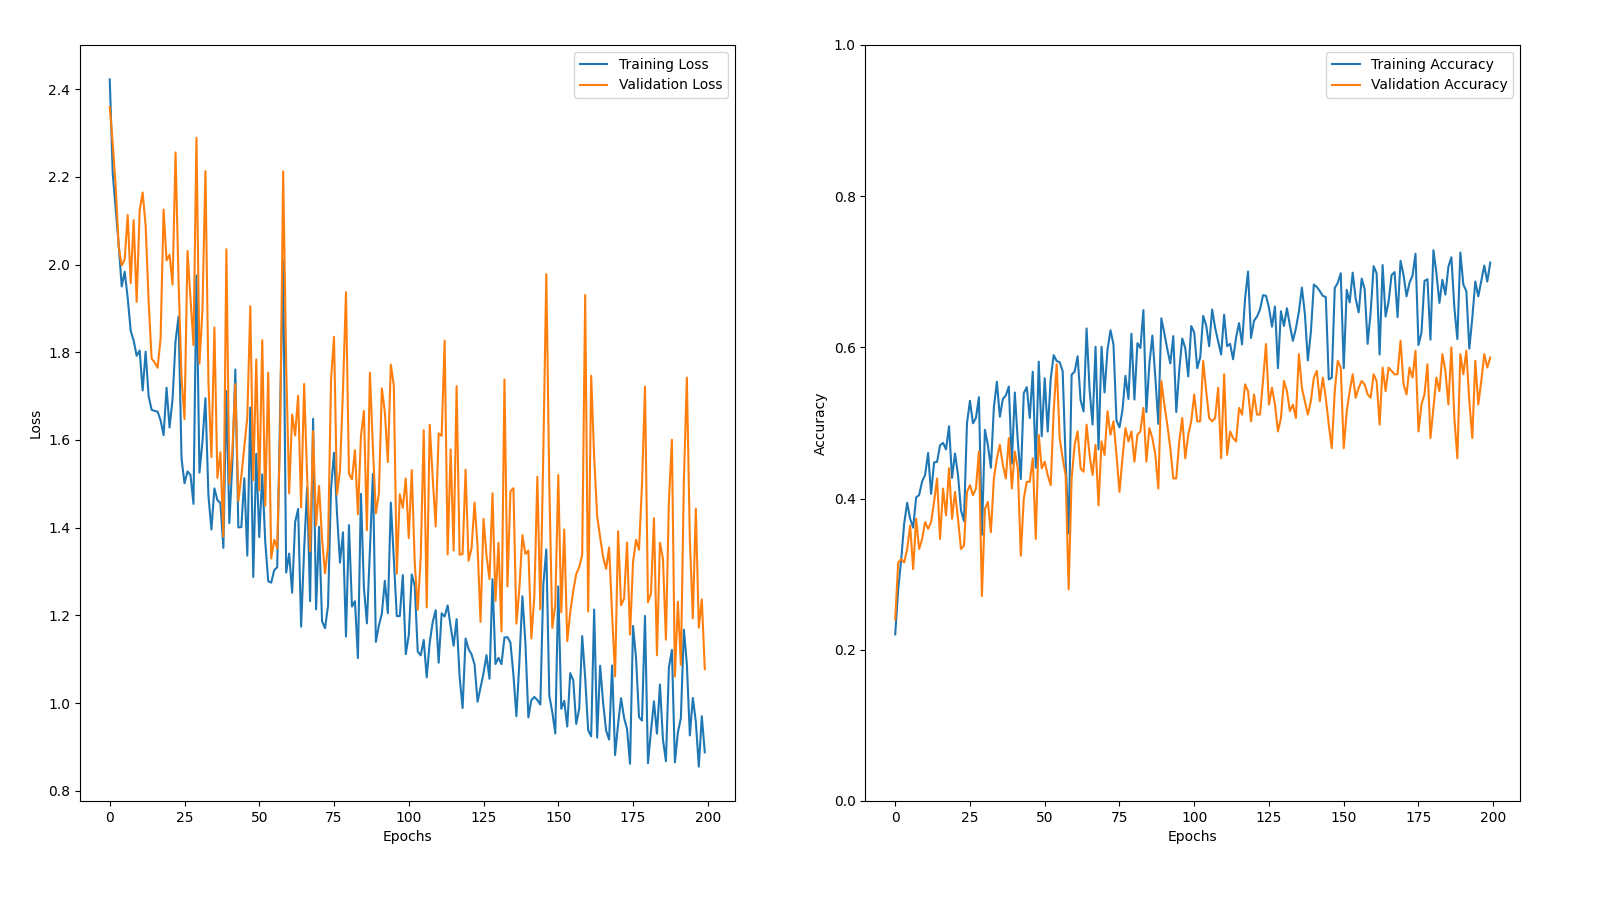 Training Loss
Validation Loss
2.4
2.2
2.0
1.8
1.6
1.4
1.2
1.0
0.8
Loss
0 25 50 75 100 125 150 175 200
Epochs
Training Accuracy
Validation Accuracy
1.0
0.8
0.6
0.4
0.2
0.0
Accuracy
0 25 50 75 100 125 150 175 200
Epochs